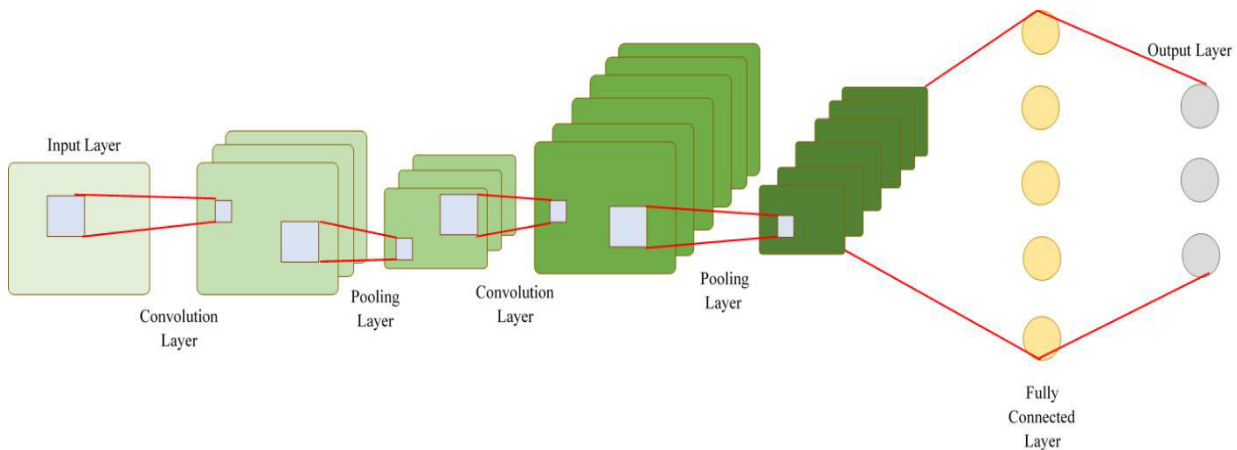 Input Layer
Convolution
Layer
Pooling
Layer
Convolution
Layer
Pooling
Layer
Fully
Connected
Layer
Output Layer